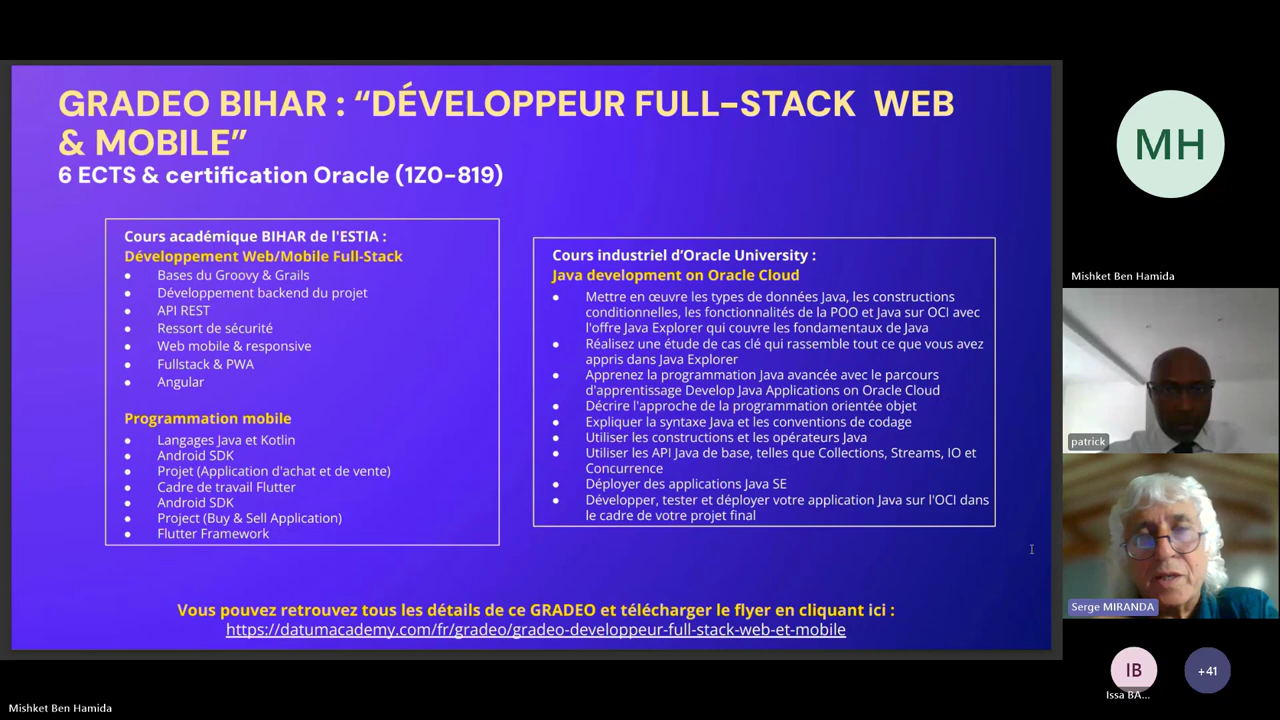 GRADEO BIHAR : “DÉVELOPPEUR FULL-STACK WEB
& MOBILE”
6 ECTS & certification Oracle (1Z0-819)
Cours académique BIHAR de l'ESTIA :
Développement Web/Mobile Full-Stack
● Bases du Groovy & Grails
● Développement backend du projet
● API REST
● Ressort de sécurité
● Web mobile & responsive
● Fullstack & PWA
● Angular
Programmation mobile
● Langages Java et Kotlin
● Android SDK
● Projet (Application d'achat et de vente)
● Cadre de travail Flutter
● Android SDK
● Project (Buy & Sell Application)
● Flutter Framework
Cours industriel d’Oracle University :
Java development on Oracle Cloud
● Mettre en œuvre les types de données Java, les constructions
conditionnelles, les fonctionnalités de la POO et Java sur OCI avec
l'offre Java Explorer qui couvre les fondamentaux de Java
● Réalisez une étude de cas clé qui rassemble tout ce que vous avez
appris dans Java Explorer
● Apprenez la programmation Java avancée avec le parcours
d'apprentissage Develop Java Applications on Oracle Cloud
● Décrire l'approche de la programmation orientée objet
● Expliquer la syntaxe Java et les conventions de codage
● Utiliser les constructions et les opérateurs Java
● Utiliser les API Java de base, telles que Collections, Streams, IO et
Concurrence
● Déployer des applications Java SE
● Développer, tester et déployer votre application Java sur l'OCI dans
le cadre de votre projet final
Vous pouvez retrouvez tous les détails de ce GRADEO et télécharger le flyer en cliquant ici :
https://datumacademy.com/fr/gradeo/gradeo-developpeur-full-stack-web-et-mobile
MH
Mishket Ben Hamida
patrick
Serge MIRANDA
IB
Issa BA...
+41
Mishket Ben Hamida